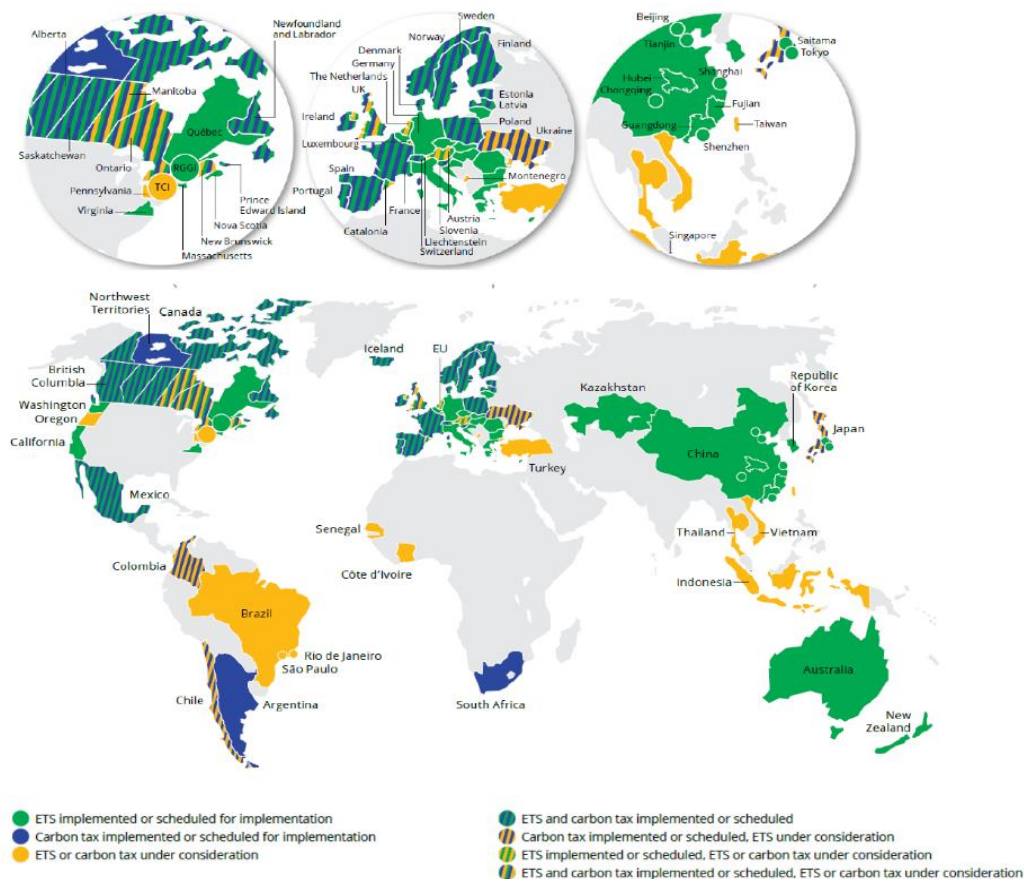 Alberta
Newfoundland
and Labrador
Manitoba
Québec
Saskatchewan
Ontario
RGGI
Pennsylvania
TCI
Virginia
Prince
Edward Island
Nova Scotia
New Brunswick
Massachusetts
Sweden
Norway
Finland
Denmark
Germany
The Netherlands
UK
Estonia
Latvia
Ireland
Poland
Ukraine
Luxembourg
Spain
Montenegro
Portugal
France
Austria
Catalonia
Slovenia
Liechtenstein
Switzerland
Beijing
Tianjin
Saitama
Tokyo
Hubei
Shanghai
Chongqing
Fujian
Guangdong
Taiwan
Shenzhen
Singapore
Northwest
Territories
Canada
British
Columbia
Washington
Oregon
California
Mexico
Iceland
EU
Kazakhstan
Republic
of Korea
Japan
China
Turkey
Senegal
Thailand
Vietnam
Colombia
Côte d'Ivoire
Indonesia
Brazil
Rio de Janeiro
São Paulo
Chile
Argentina
South Africa
Australia
New
Zealand
ETS implemented or scheduled for implementation
Carbon tax implemented or scheduled for implementation
ETS or carbon tax under consideration
ETS and carbon tax implemented or scheduled
Carbon tax implemented or scheduled, ETS under consideration
ETS implemented or scheduled, ETS or carbon tax under consideration
ETS and carbon tax implemented or scheduled, ETS or carbon tax under consideration